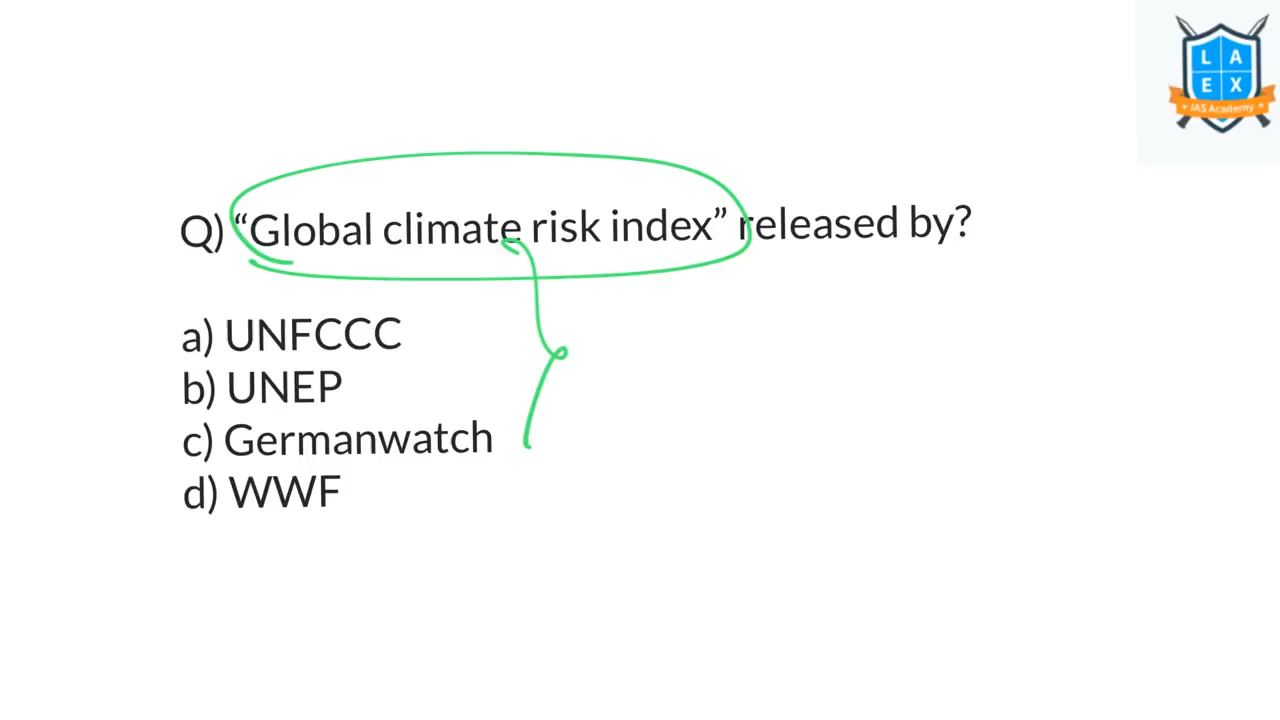 L A
E X
IAS Academy
Q) “Global climate risk index” released by?
a) UNFCCC
b) UNEP
c) Germanwatch
d) WWF